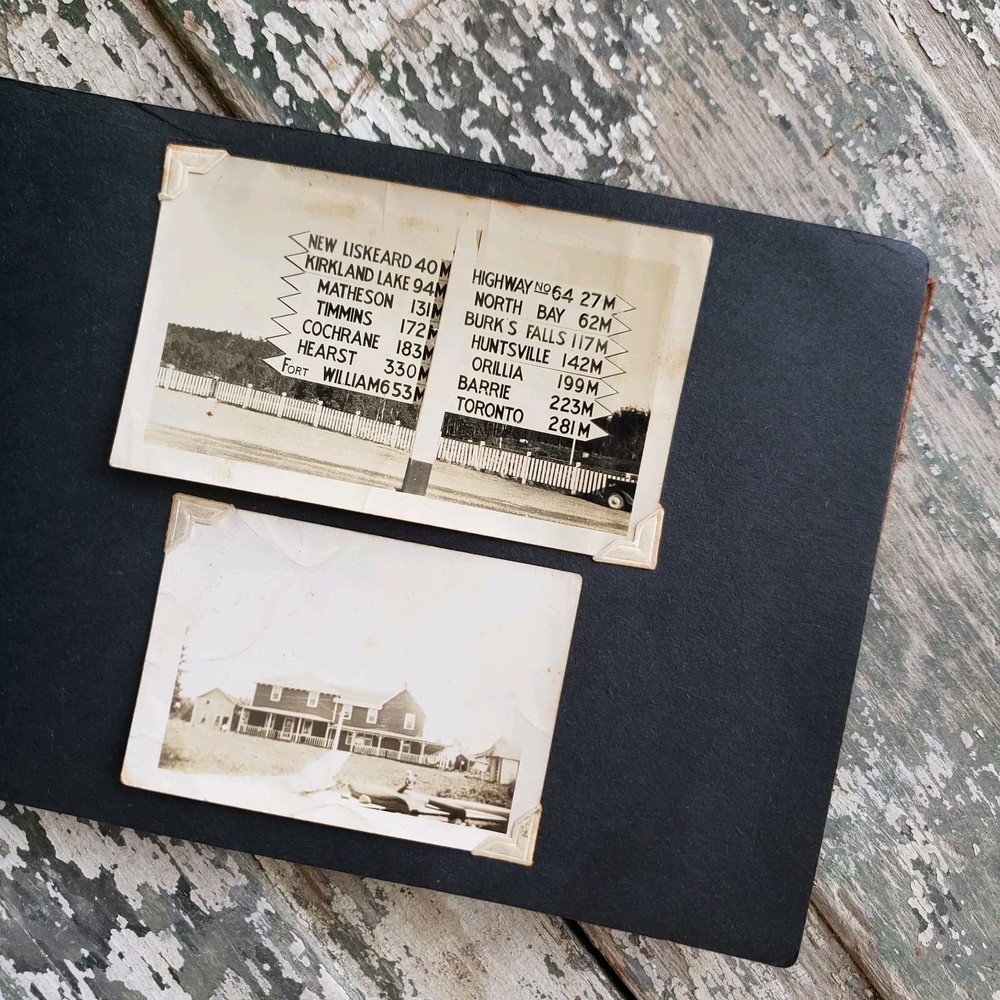 NEW LISKEARD 40M
KIRKLAND LAKE 94M
MATHESON 131M
TIMMINS 172M
COCHRANE 183M
HEARST 330M
FORT WILLIAM 653M
HIGHWAY NO 64 27M
NORTH BAY 62M
BURK'S FALLS 117M
HUNTSVILLE 142M
ORILLIA 199M
BARRIE 223M
TORONTO 281M